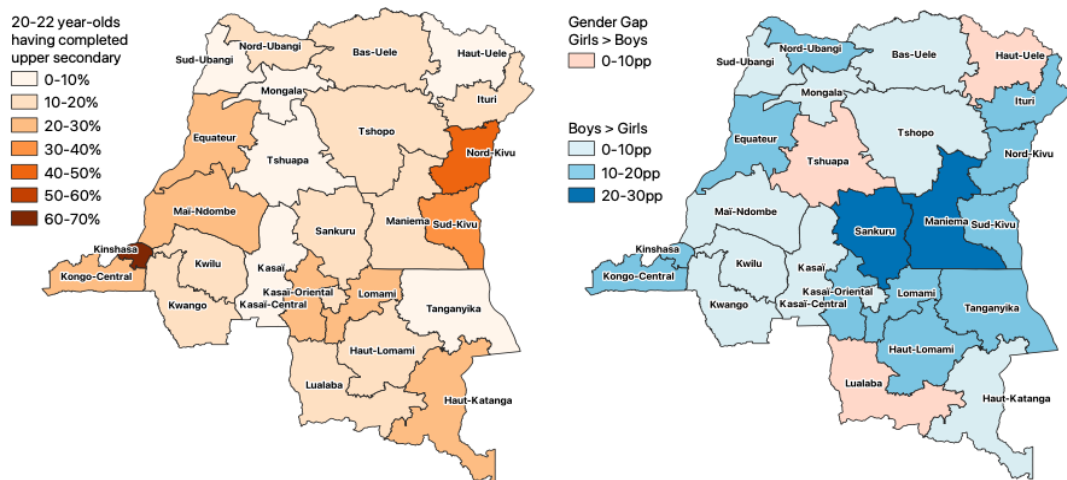 20-22 year-olds
having completed
upper secondary
0-10%
10-20%
20-30%
30-40%
40-50%
50-60%
60-70%
Nord-Ubangi
Bas-Uele
Haut-Uele
Sud-Ubangi
Mongala
Ituri
Equateur
Tshopo
Nord-Kivu
Tshuapa
Maï-Ndombe
Sankuru
Maniema
Sud-Kivu
Kinshasa
Kongo-Central
Kwilu
Kasaï
Kasaï-Oriental
Lomami
Kwango
Kasaï-Central
Tanganyika
Haut-Lomami
Lualaba
Haut-Katanga
Gender Gap
Girls > Boys
0-10pp
Boys > Girls
0-10pp
10-20pp
20-30pp
Nord-Ubangi
Bas-Uele
Haut-Uele
Sud-Ubangi
Mongala
Ituri
Equateur
Tshopo
Nord-Kivu
Tshuapa
Maï-Ndombe
Sankuru
Maniema
Sud-Kivu
Kinshasa
Kongo-Central
Kwilu
Kasaï
Kasaï-Oriental
Lomami
Kwango
Kasaï-Central
Tanganyika
Haut-Lomami
Lualaba
Haut-Katanga